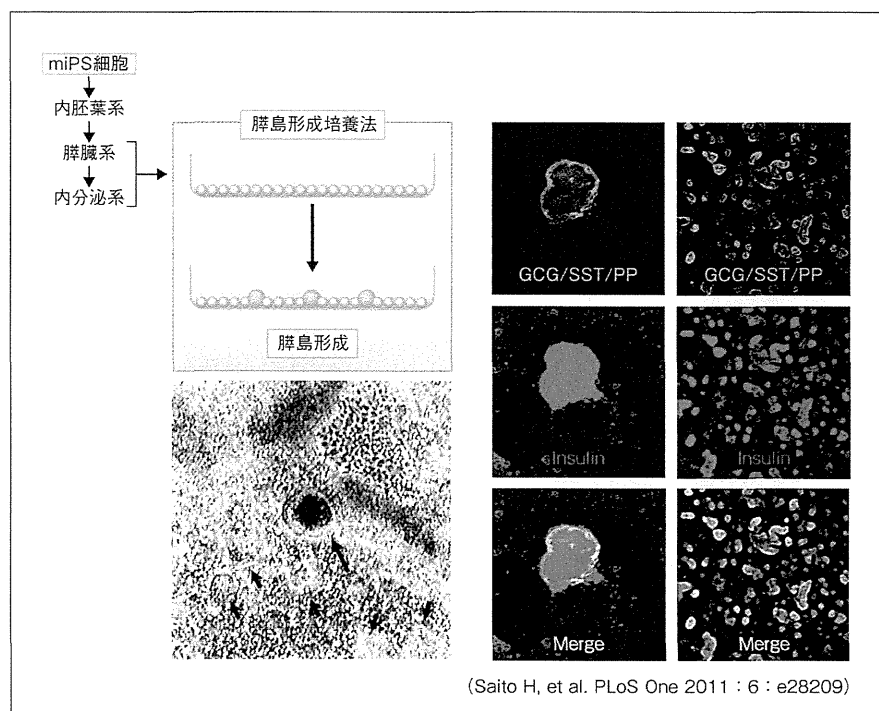 miPS細胞
内胚葉系
膵臓系
内分泌系
膵島形成培養法
膵島形成
GCG/SST/PP
GCG/SST/PP
Insulin
Insulin
Merge
Merge
(Saito H, et al. PLoS One 2011：6：e28209)